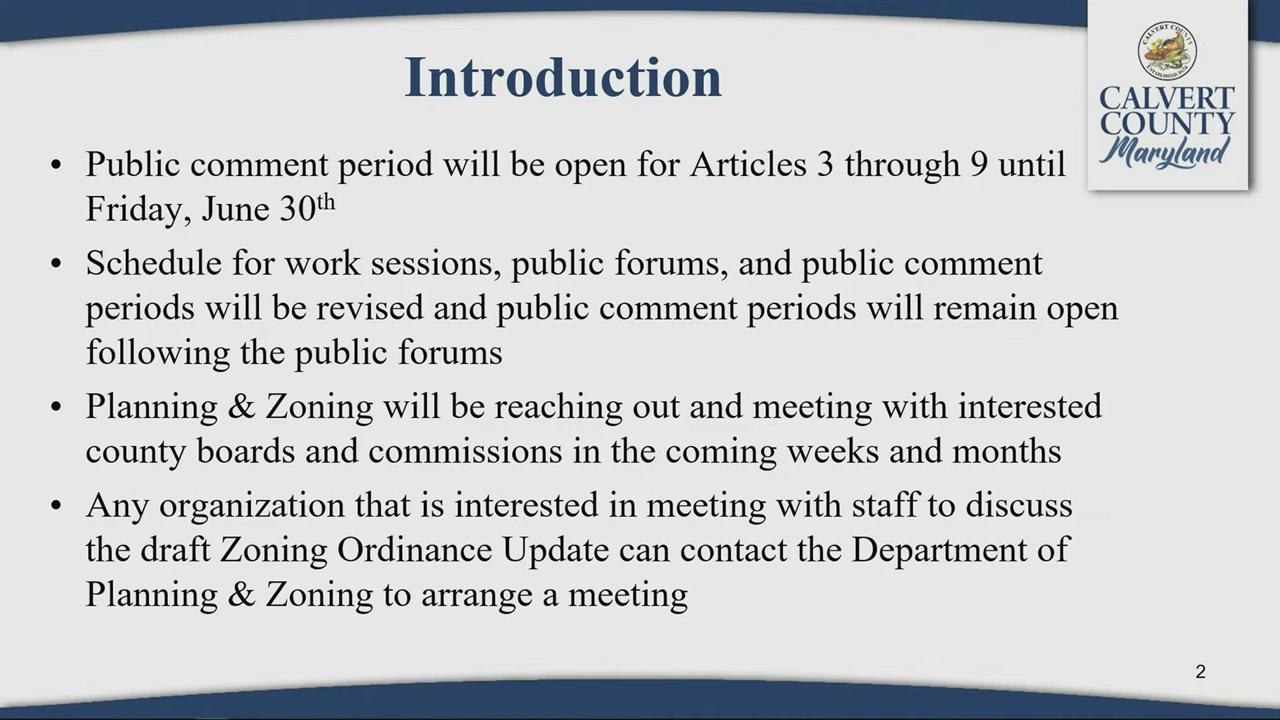 Introduction
CALVERT COUNTY
ESTABLISHED 1654
CALVERT
COUNTY
Maryland
• Public comment period will be open for Articles 3 through 9 until
Friday, June 30th
• Schedule for work sessions, public forums, and public comment
periods will be revised and public comment periods will remain open
following the public forums
• Planning & Zoning will be reaching out and meeting with interested
county boards and commissions in the coming weeks and months
• Any organization that is interested in meeting with staff to discuss
the draft Zoning Ordinance Update can contact the Department of
Planning & Zoning to arrange a meeting
2